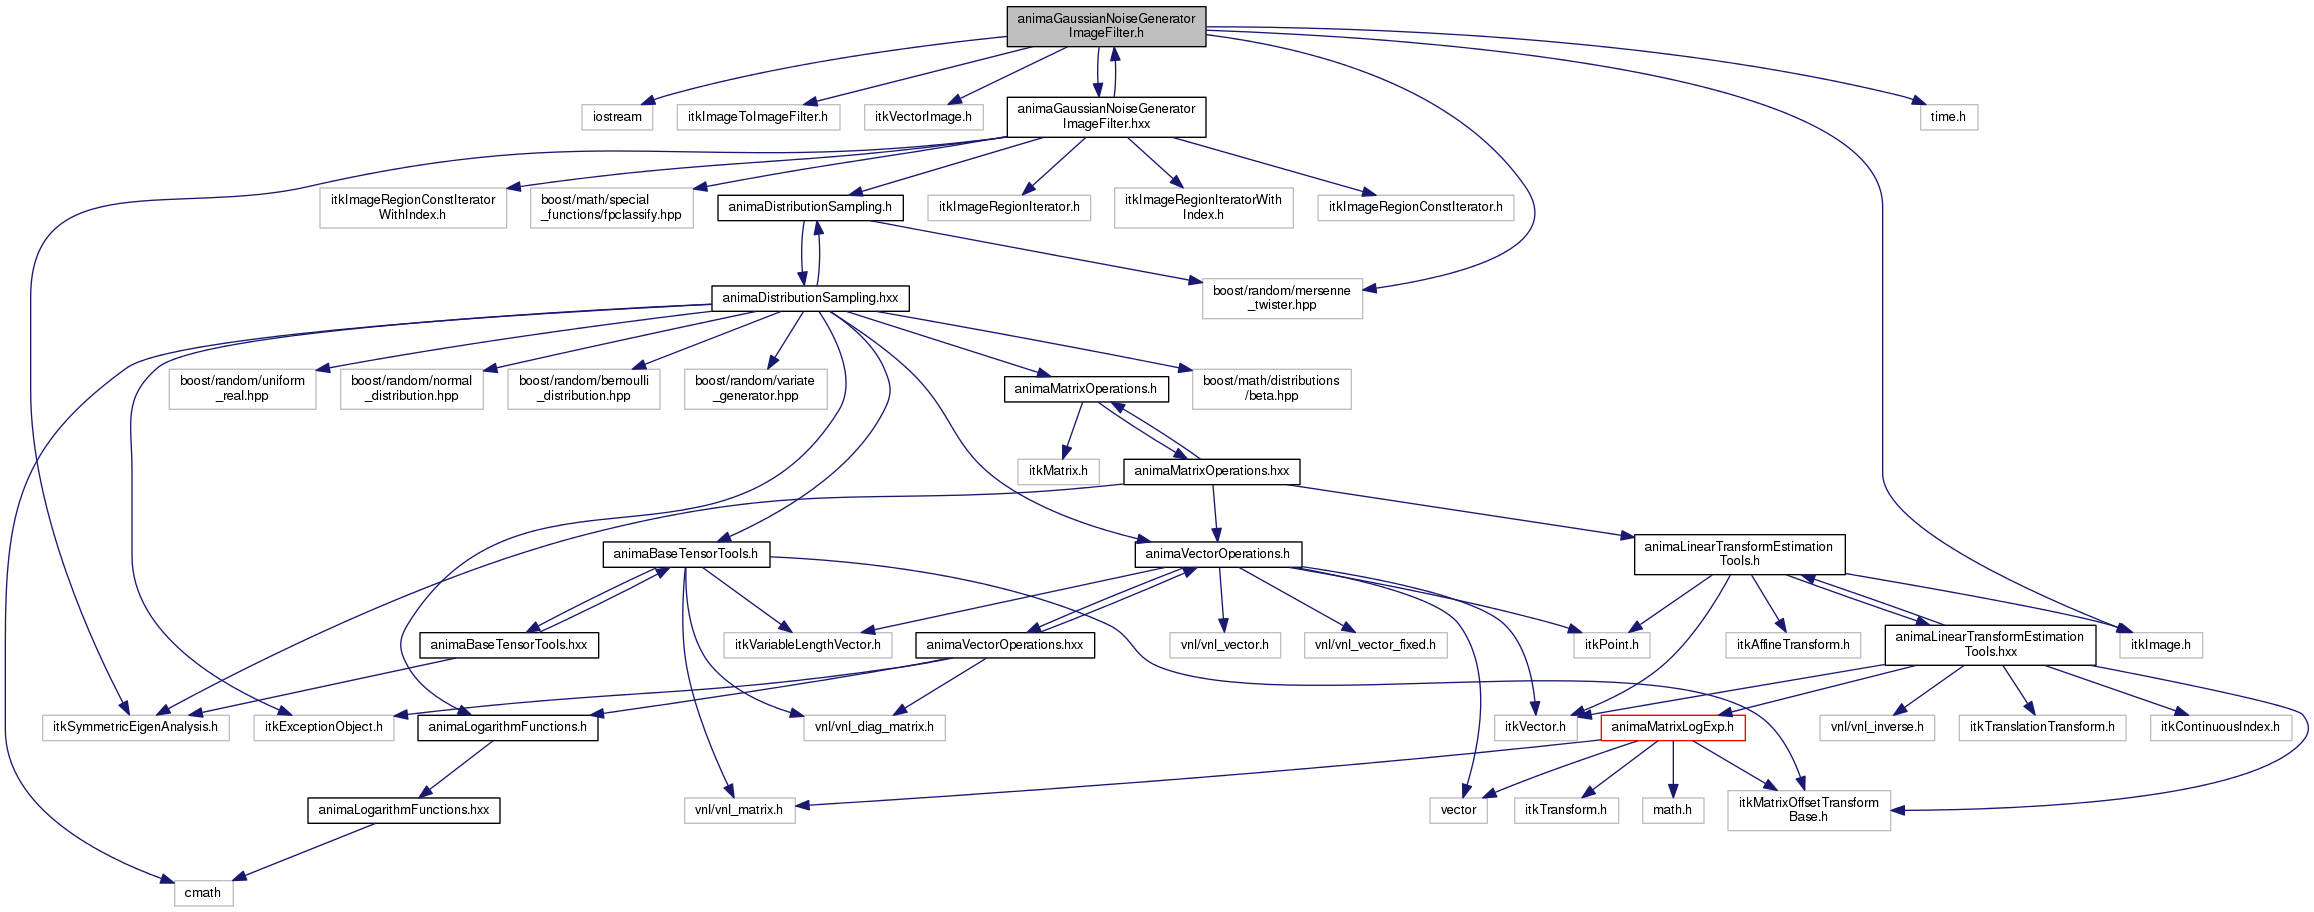 animaGaussianNoiseGenerator
ImageFilter.h
iostream
itkImageToImageFilter.h
itkVectorImage.h
animaGaussianNoiseGenerator
ImageFilter.hxx
time.h
itkImageRegionConstIterator
WithIndex.h
boost/math/special
_functions/fpclassify.hpp
animaDistributionSampling.h
itkImageRegionIterator.h
itkImageRegionIteratorWith
Index.h
itkImageRegionConstIterator.h
animaDistributionSampling.hxx
boost/random/mersenne
_twister.hpp
boost/random/uniform
_real.hpp
boost/random/normal
_distribution.hpp
boost/random/bernoulli
_distribution.hpp
boost/random/variate
_generator.hpp
animaMatrixOperations.h
boost/math/distributions
/beta.hpp
itkMatrix.h
animaMatrixOperations.hxx
animaBaseTensorTools.h
animaVectorOperations.h
animaLinearTransformEstimation
Tools.h
animaBaseTensorTools.hxx
itkVariableLengthVector.h
animaVectorOperations.hxx
vnl/vnl_vector.h
vnl/vnl_vector_fixed.h
itkPoint.h
itkAffineTransform.h
animaLinearTransformEstimation
Tools.hxx
itkImage.h
itkSymmetricEigenAnalysis.h
itkExceptionObject.h
animaLogarithmFunctions.h
vnl/vnl_diag_matrix.h
itkVector.h
animaMatrixLogExp.h
vnl/vnl_inverse.h
itkTranslationTransform.h
itkContinuousIndex.h
animaLogarithmFunctions.hxx
vnl/vnl_matrix.h
vector
itkTransform.h
math.h
itkMatrixOffsetTransform
Base.h
cmath